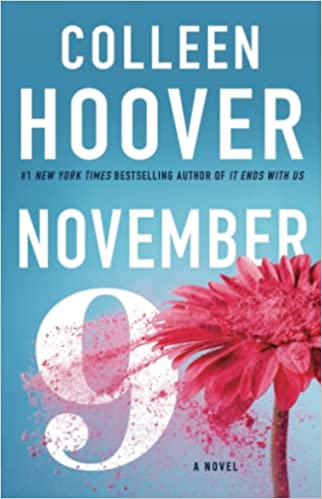 COLLEEN
HOOVER
#1 NEW YORK TIMES BESTSELLING AUTHOR OF IT ENDS WITH US
NOVEMBER
9
A NOVEL